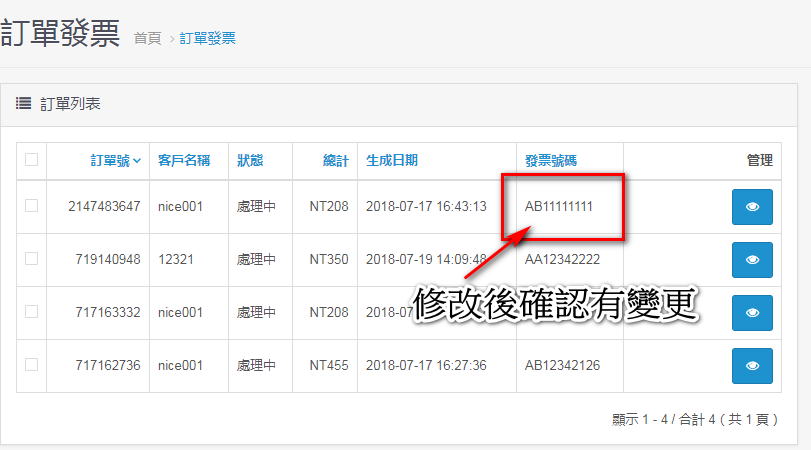 訂單發票 首頁 › 訂單發票
訂單列表
訂單號 客戶名稱 狀態 總計 生成日期 發票號碼 管理
2147483647 nice001 處理中 NT208 2018-07-17 16:43:13 AB11111111
719140948 12321 處理中 NT350 2018-07-19 14:09:48 AA12342222
修改後確認有變更
717163332 nice001 處理中 NT208 2018-07-17
717162736 nice001 處理中 NT455 2018-07-17 16:27:36 AB12342126
顯示 1 - 4 / 合計 4（共 1 頁）